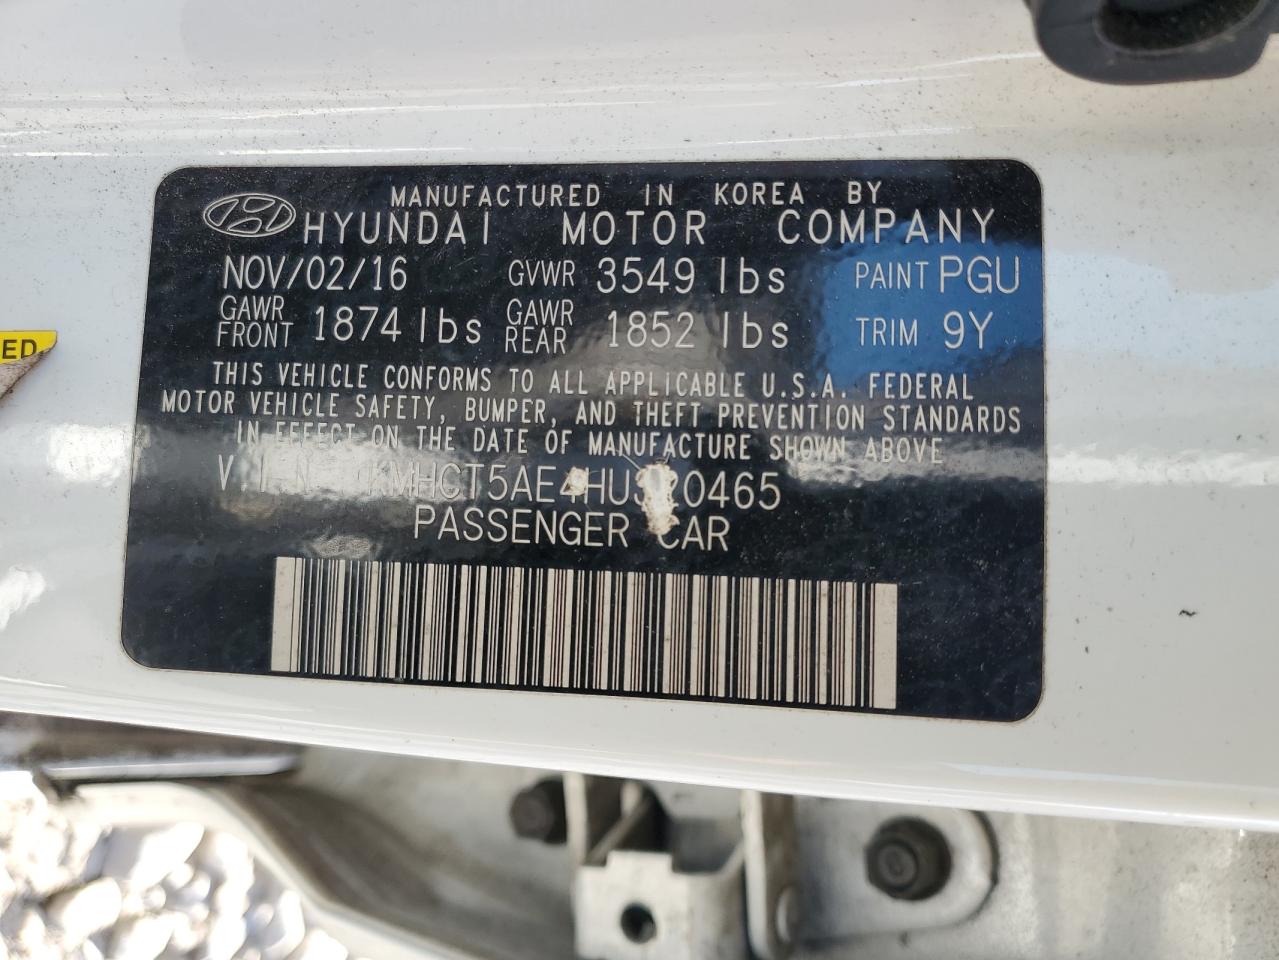 MANUFACTURED IN KOREA BY
HYUNDAI MOTOR COMPANY
NOV/02/16 GVWR 3549 lbs PAINT PGU
GAWR FRONT 1874 lbs GAWR REAR 1852 lbs TRIM 9Y
THIS VEHICLE CONFORMS TO ALL APPLICABLE U.S.A. FEDERAL
MOTOR VEHICLE SAFETY, BUMPER, AND THEFT PREVENTION STANDARDS
IN EFFECT ON THE DATE OF MANUFACTURE SHOWN ABOVE
V.I.N
PASSENGER CAR
ED